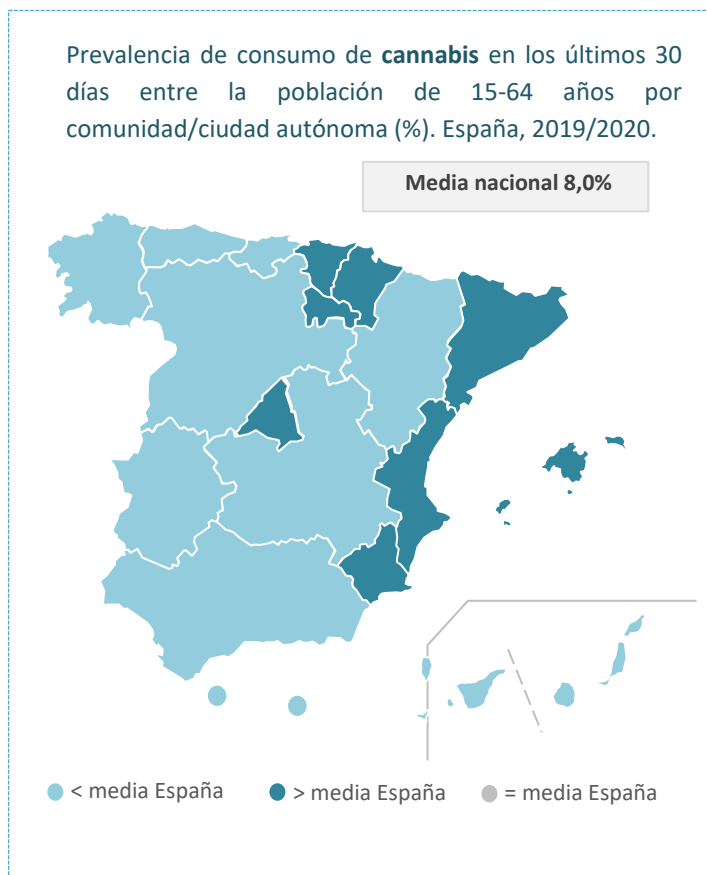 Prevalencia de consumo de cannabis en los últimos 30
días entre la población de 15-64 años por
comunidad/ciudad autónoma (%). España, 2019/2020.
Media nacional 8,0%
< media España
> media España
= media España